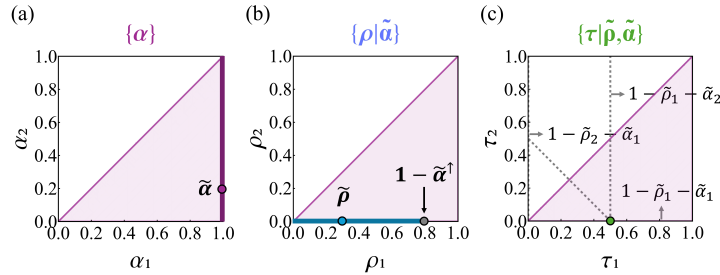 (a)
{α}
1.0
0.8
0.6
0.4
0.2
0.0
α₂
α̃
0.0 0.2 0.4 0.6 0.8 1.0
α₁
(b)
{ρ|α̃}
1.0
0.8
0.6
0.4
0.2
0.0
ρ₂
ρ̃
1 − α̃↑
0.0 0.2 0.4 0.6 0.8 1.0
ρ₁
(c)
{τ|ρ̃,α̃}
1.0
0.8
0.6
0.4
0.2
0.0
τ₂
1 − ρ̃₁ − α̃₂
1 − ρ̃₂ − α̃₁
1 − ρ̃₁ − α̃₁
0.0 0.2 0.4 0.6 0.8 1.0
τ₁